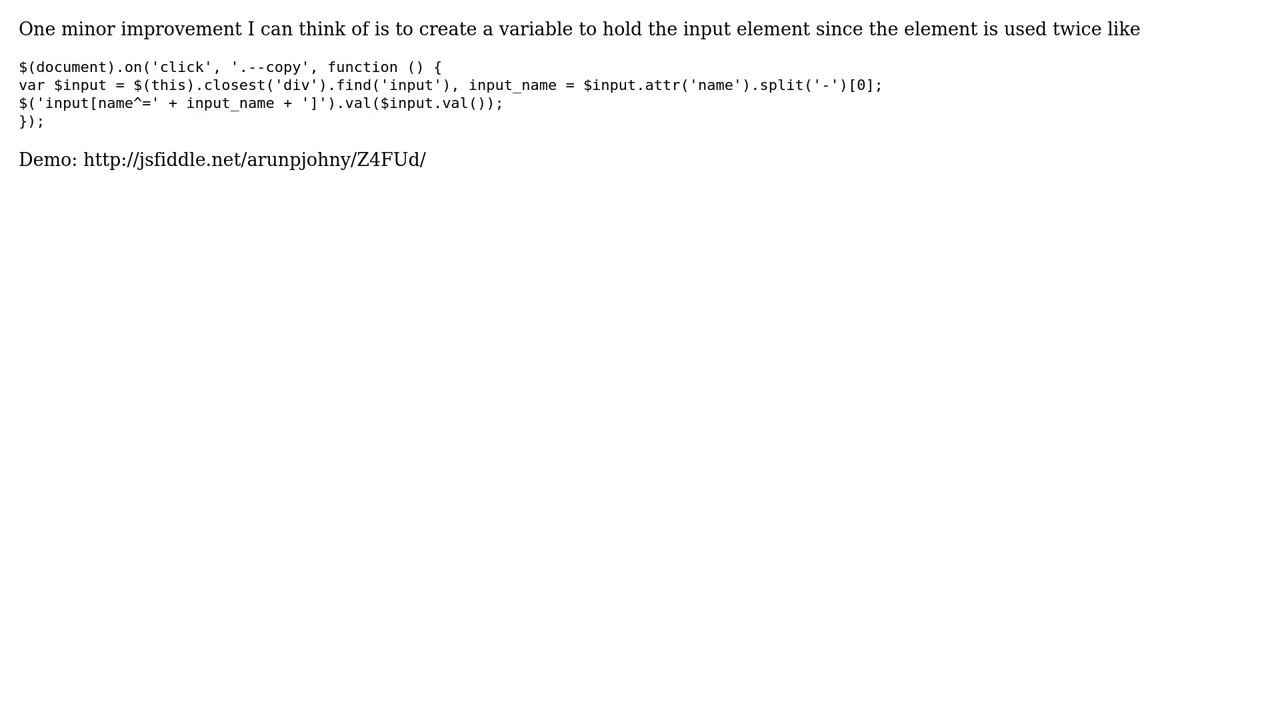 One minor improvement I can think of is to create a variable to hold the input element since the element is used twice like
$(document).on('click', '.--copy', function () {
var $input = $(this).closest('div').find('input'), input_name = $input.attr('name').split('-')[0];
$('input[name^=' + input_name + ']').val($input.val());
});
Demo: http://jsfiddle.net/arunpjohny/Z4FUd/